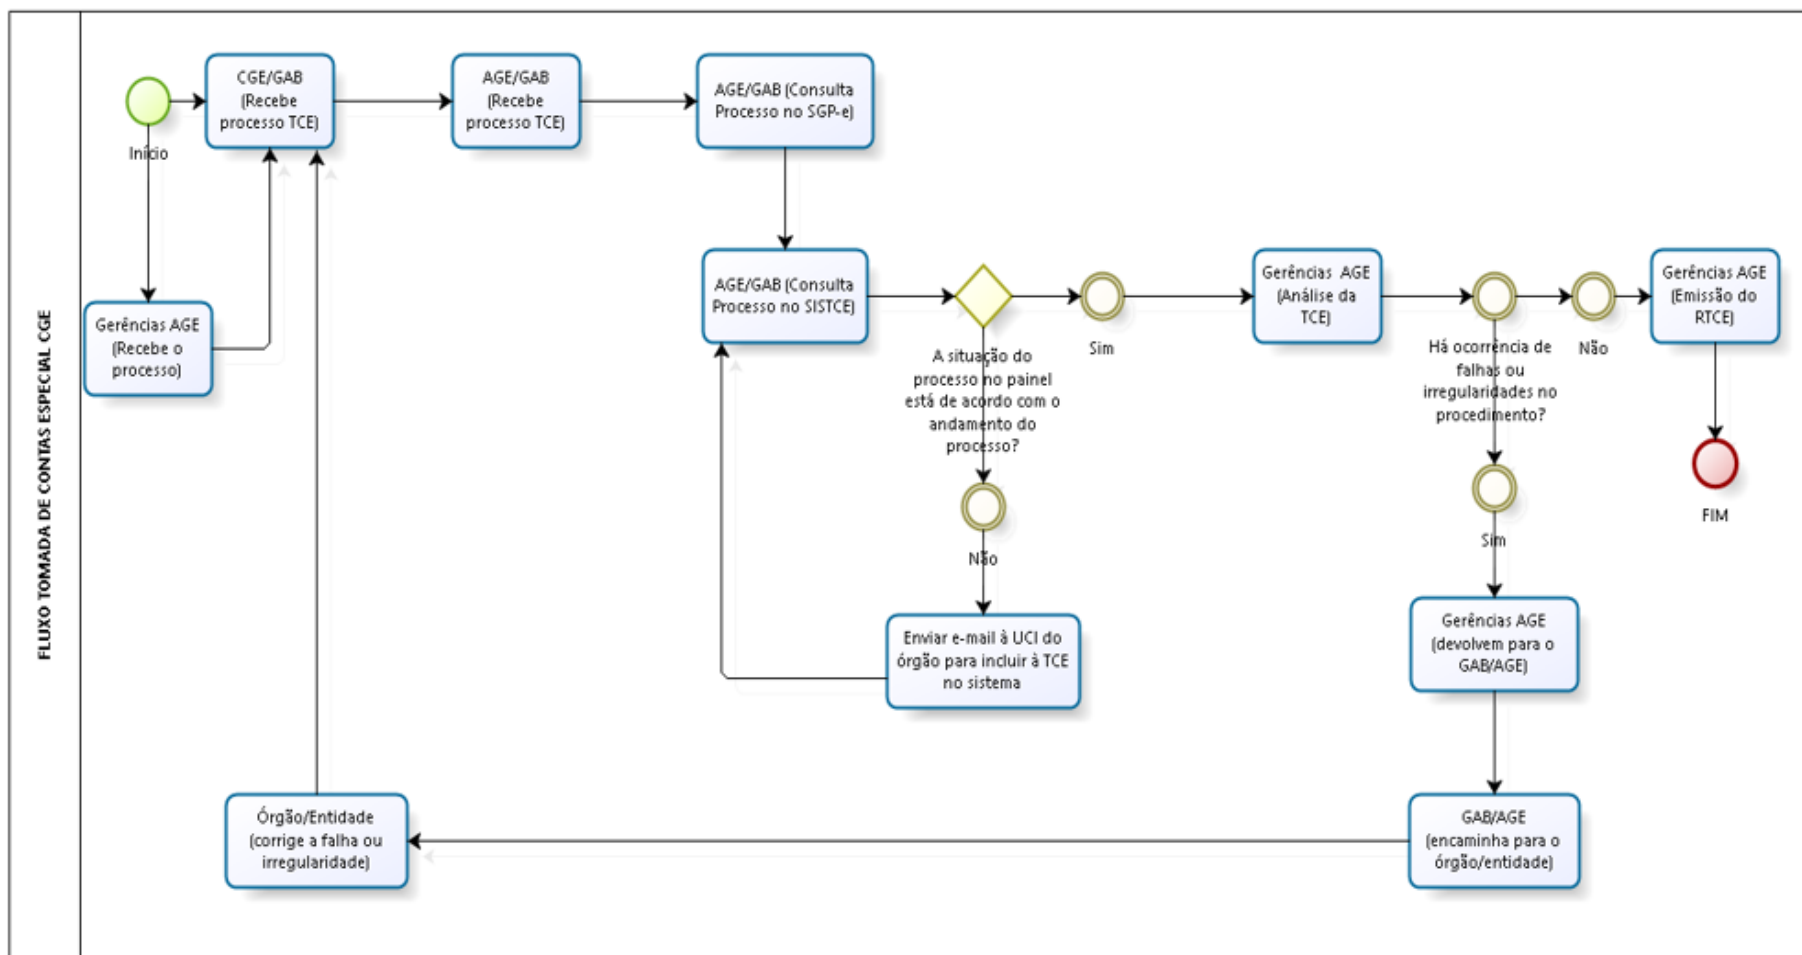 FLUXO TOMADA DE CONTAS ESPECIAL CGE
Início
CGE/GAB
(Recebe
processo TCE)
AGE/GAB
(Recebe
processo TCE)
AGE/GAB (Consulta
Processo no SGP-e)
Gerências AGE
(Recebe o
processo)
AGE/GAB (Consulta
Processo no SISTCE)
A situação do
processo no painel
está de acordo com o
andamento do
processo?
Sim
Não
Enviar e-mail à UCI do
órgão para incluir à TCE
no sistema
Gerências AGE
(Análise da
TCE)
Há ocorrência de
falhas ou
irregularidades no
procedimento?
Não
Gerências AGE
(Emissão do
RTCE)
FIM
Sim
Gerências AGE
(devolvem para o
GAB/AGE)
GAB/AGE
(encaminha para o
órgão/entidade)
Órgão/Entidade
(corrige a falha ou
irregularidade)